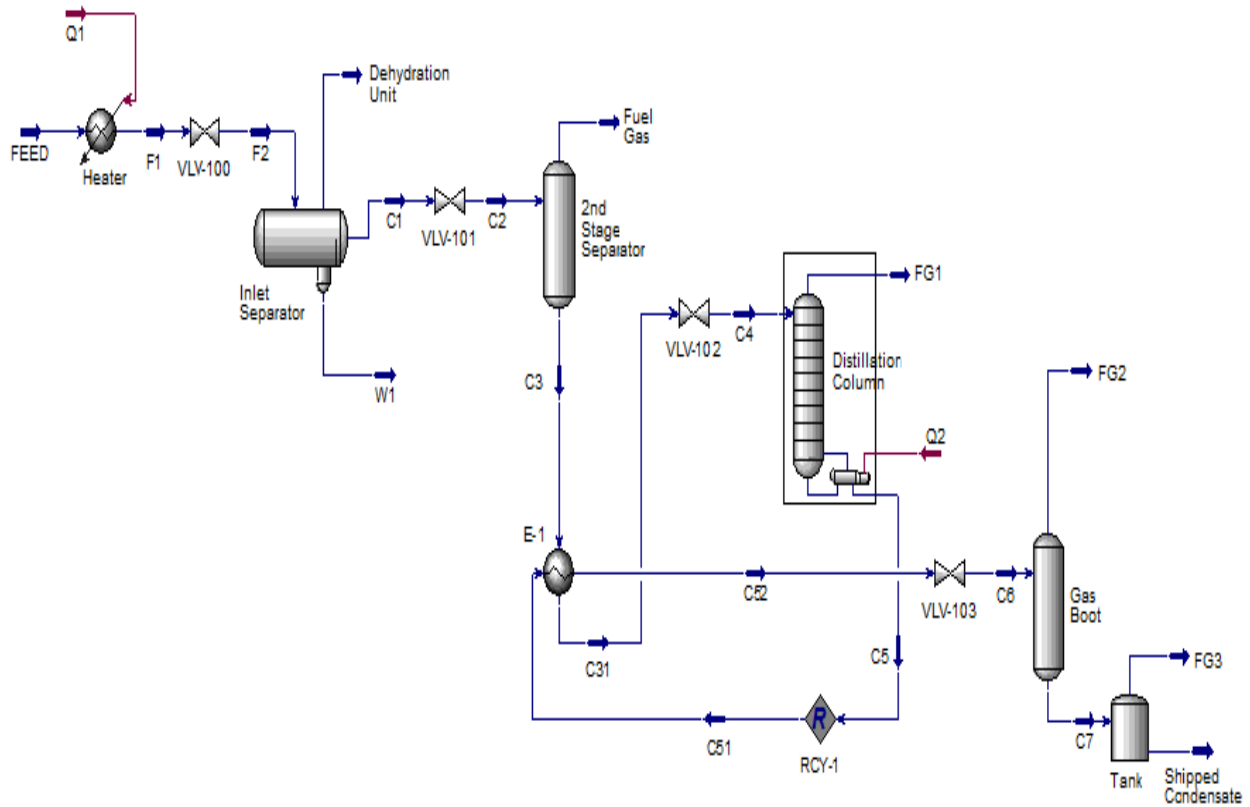 Q1
FEED
Heater
F1
VLV-100
F2
Dehydration
Unit
Inlet
Separator
W1
C1
VLV-101
C2
Fuel
Gas
2nd
Stage
Separator
C3
E-1
C31
VLV-102
C4
FG1
Distillation
Column
Q2
C5
RCY-1
R
C51
C52
VLV-103
C6
FG2
Gas
Boot
C7
FG3
Tank
Shipped
Condensate